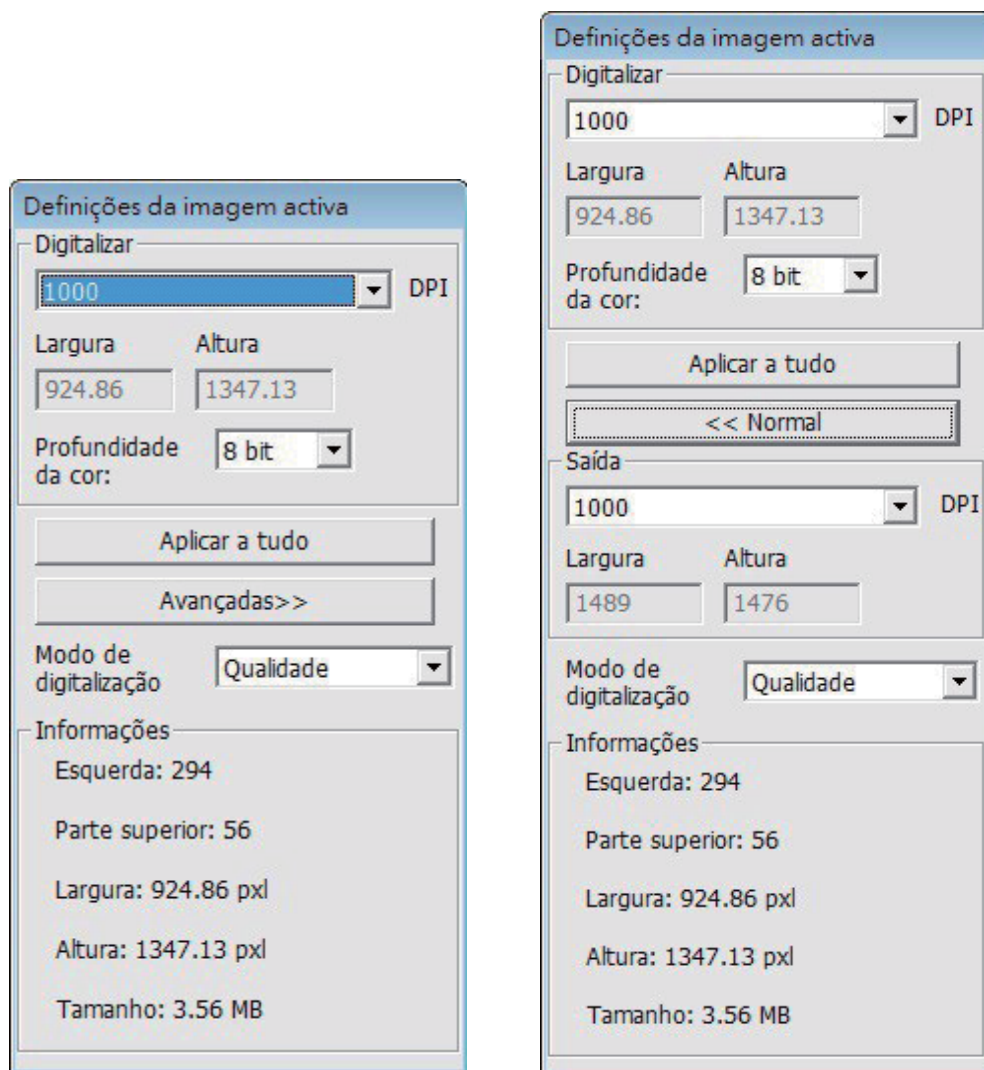 Definições da imagem activa
Digitalizar
1000 DPI
Largura Altura
924.86 1347.13
Profundidade
da cor: 8 bit
Aplicar a tudo
Avançadas>>
Modo de
digitalização Qualidade
Informações
Esquerda: 294
Parte superior: 56
Largura: 924.86 pxl
Altura: 1347.13 pxl
Tamanho: 3.56 MB
Definições da imagem activa
Digitalizar
1000 DPI
Largura Altura
924.86 1347.13
Profundidade
da cor: 8 bit
Aplicar a tudo
<< Normal
Saída
1000 DPI
Largura Altura
1489 1476
Modo de
digitalização Qualidade
Informações
Esquerda: 294
Parte superior: 56
Largura: 924.86 pxl
Altura: 1347.13 pxl
Tamanho: 3.56 MB